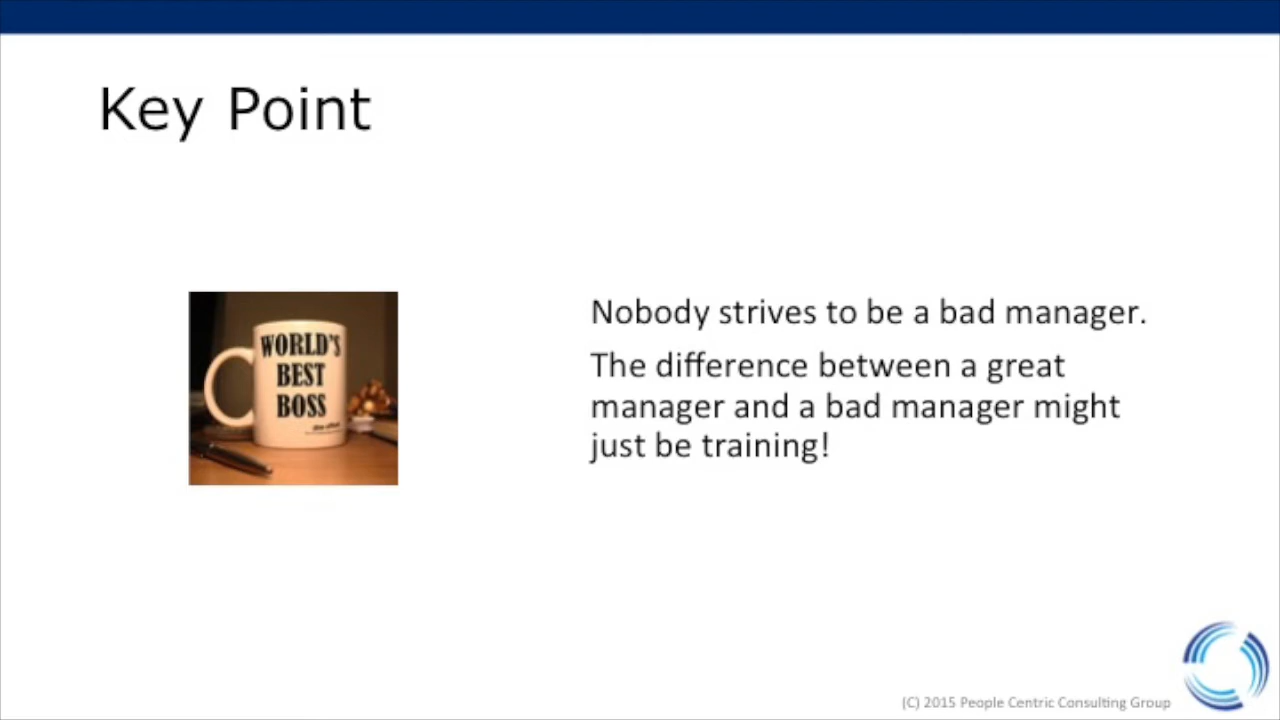 Key Point
WORLD'S
BEST
BOSS
Nobody strives to be a bad manager.
The difference between a great
manager and a bad manager might
just be training!
(C) 2015 People Centric Consulting Group